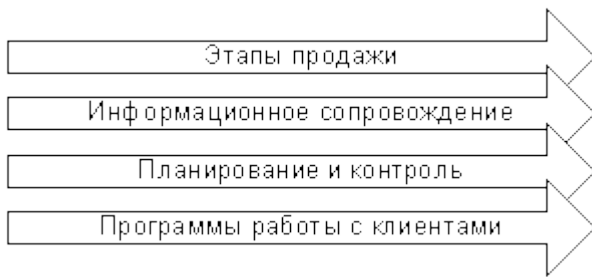 Этапы продажи
Информационное сопровождение
Планирование и контроль
Программы работы с клиентами